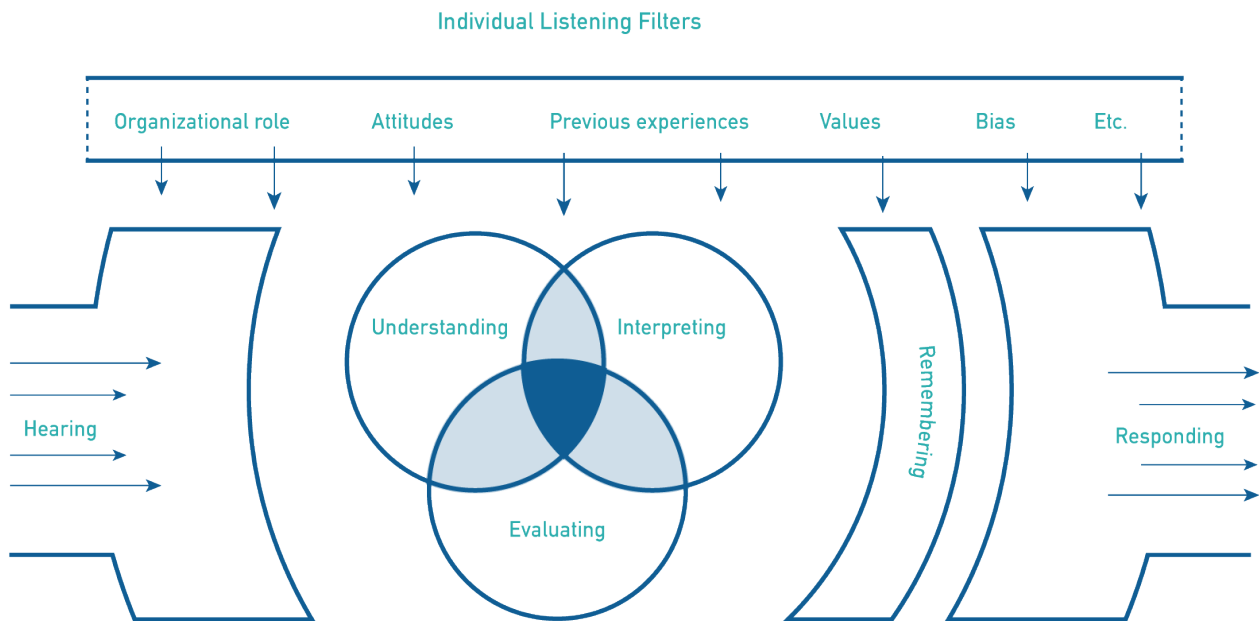 Individual Listening Filters
Organizational role Attitudes Previous experiences Values Bias Etc.
Understanding Interpreting
Remembering
Hearing
Responding
Evaluating